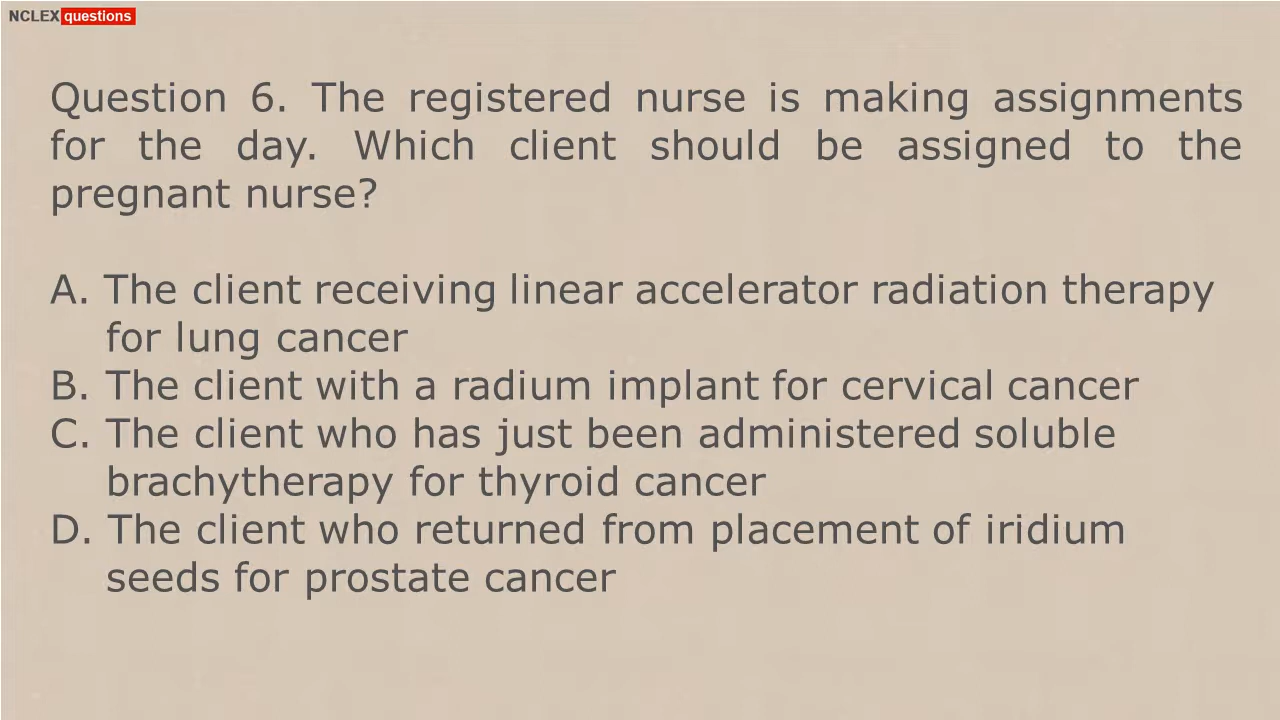 NCLEX questions
Question 6. The registered nurse is making assignments
for the day. Which client should be assigned to the
pregnant nurse?
A. The client receiving linear accelerator radiation therapy
for lung cancer
B. The client with a radium implant for cervical cancer
C. The client who has just been administered soluble
brachytherapy for thyroid cancer
D. The client who returned from placement of iridium
seeds for prostate cancer